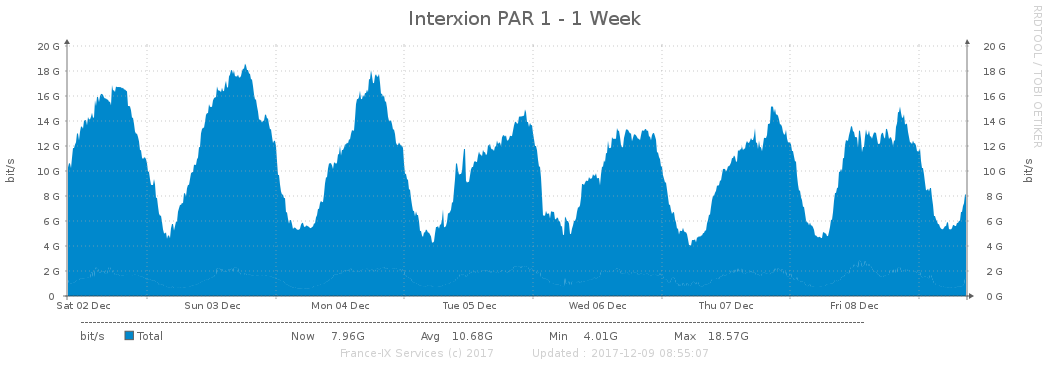 Interxion PAR 1 - 1 Week
RRDTOOL / TOBI OETIKER
bit/s
20 G
18 G
16 G
14 G
12 G
10 G
8 G
6 G
4 G
2 G
0
20 G
18 G
16 G
14 G
12 G
10 G
8 G
6 G
4 G
2 G
0 G
bit/s
Sat 02 Dec Sun 03 Dec Mon 04 Dec Tue 05 Dec Wed 06 Dec Thu 07 Dec Fri 08 Dec
bit/s Total Now 7.96G Avg 10.68G Min 4.01G Max 18.57G
France-IX Services (c) 2017 Updated : 2017-12-09 08:55:07